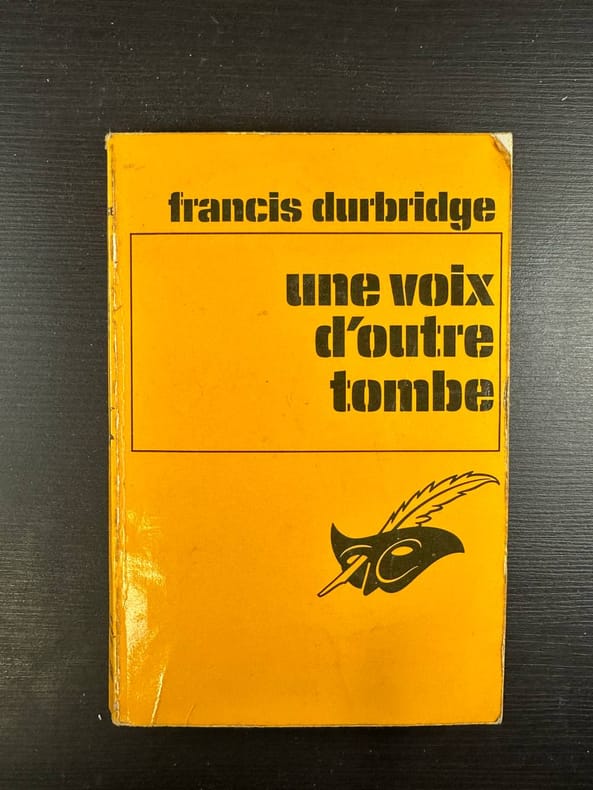 francis durbridge
une voix
d'outre
tombe